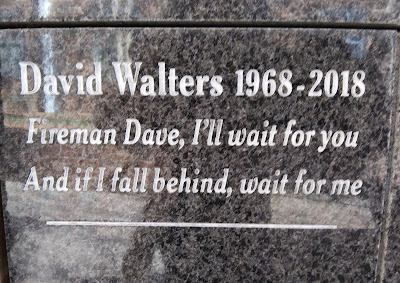 David Walters 1968-2018
Fireman Dave, I'll wait for you
And if I fall behind, wait for me